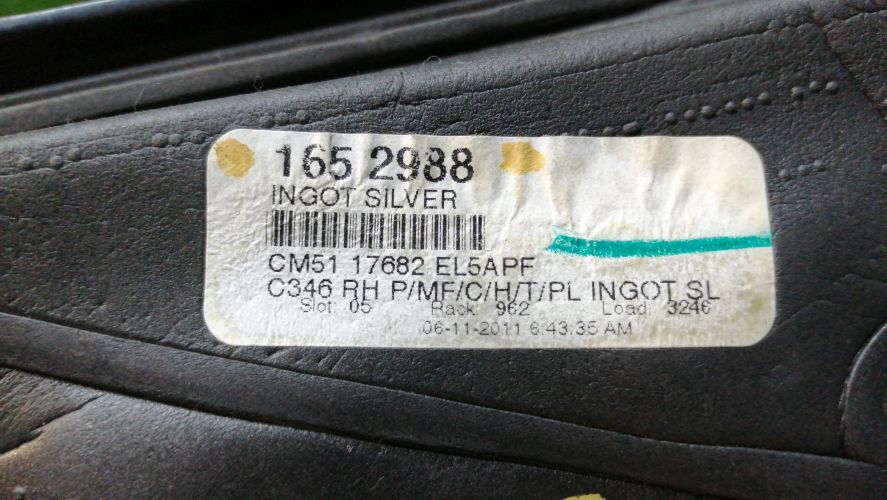 165 2988
INGOT SILVER
CM51 17682 EL5APF
C346 RH P/MF/C/H/T/PL INGOT SL
Slot: 05 Rack: 962 Load: 3246
06-11-2011 6:43:35 AM